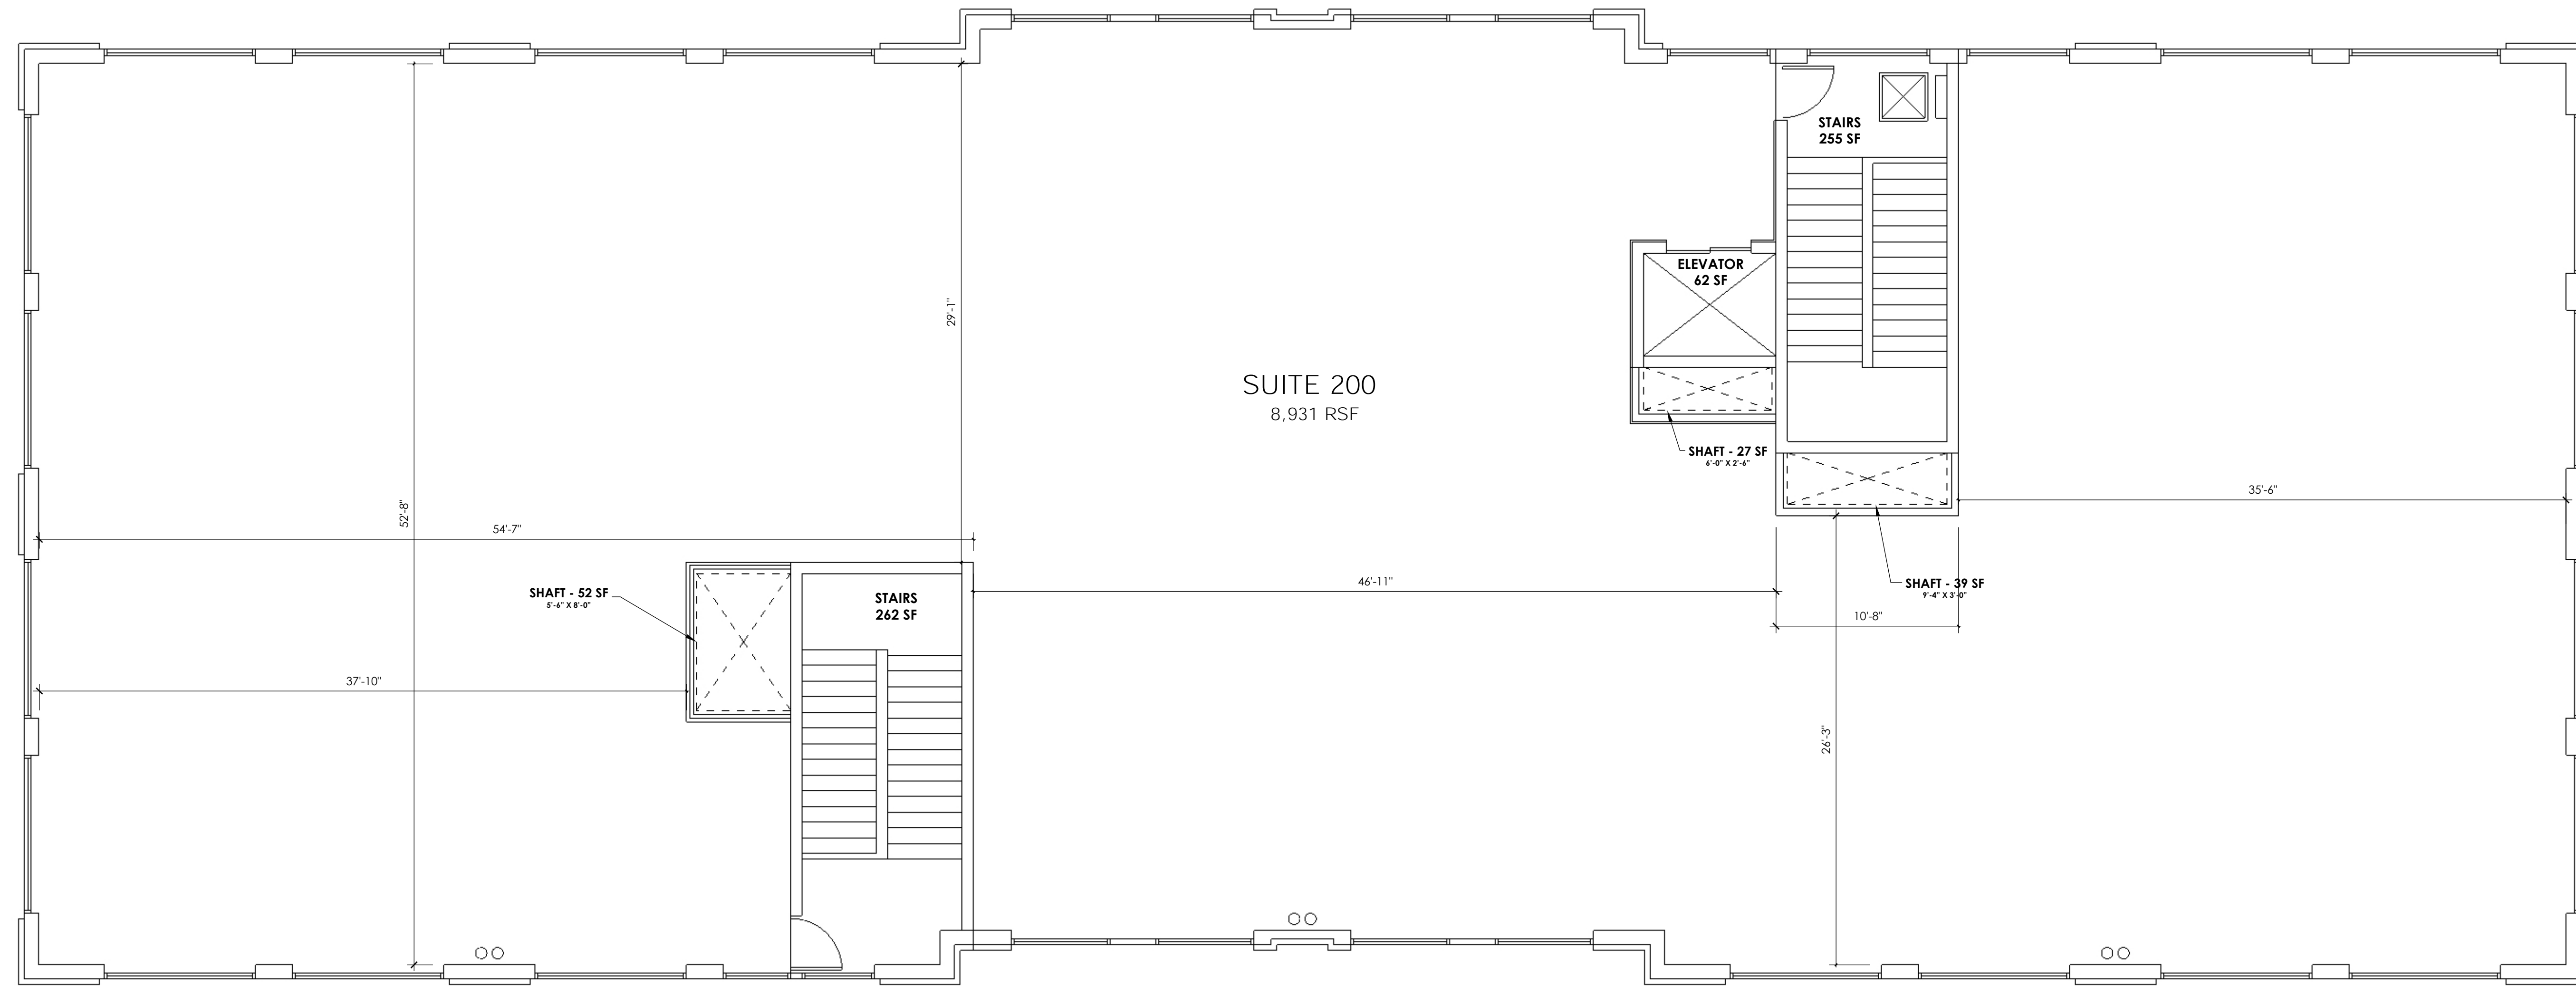 STAIRS
255 SF
ELEVATOR
62 SF
29'-1"
SUITE 200
8,931 RSF
SHAFT - 27 SF
6'-0" X 2'-6"
35'-6"
52'-8"
54'-7"
46'-11"
SHAFT - 52 SF
5'-6" X 8'-0"
STAIRS
262 SF
SHAFT - 39 SF
9'-4" X 3'-0"
10'-8"
37'-10"
26'-3"